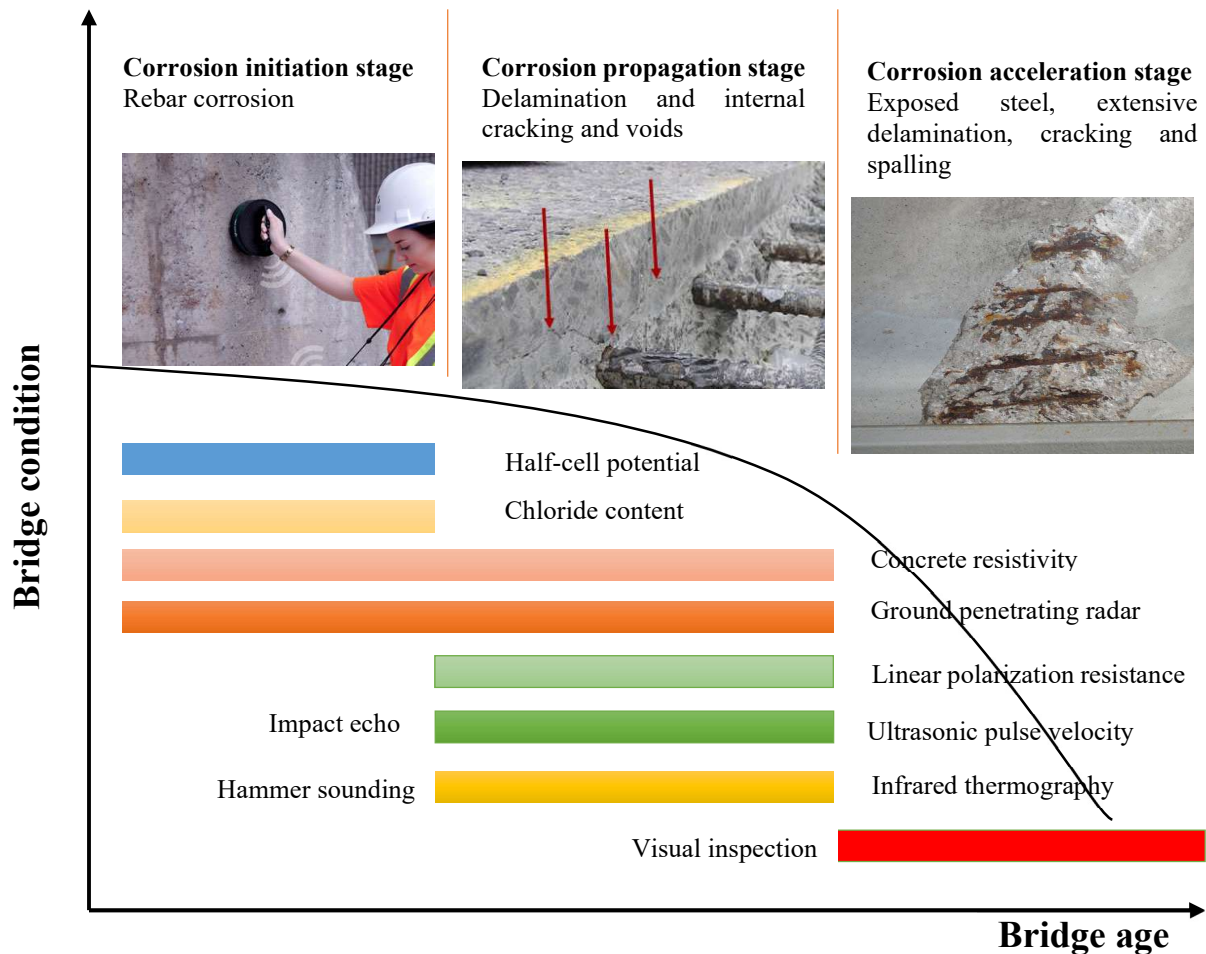 Corrosion initiation stage
Rebar corrosion
Corrosion propagation stage
Delamination and internal
cracking and voids
Corrosion acceleration stage
Exposed steel, extensive
delamination, cracking and
spalling
Bridge condition
Half-cell potential
Chloride content
Concrete resistivity
Ground penetrating radar
Linear polarization resistance
Impact echo
Ultrasonic pulse velocity
Hammer sounding
Infrared thermography
Visual inspection
Bridge age